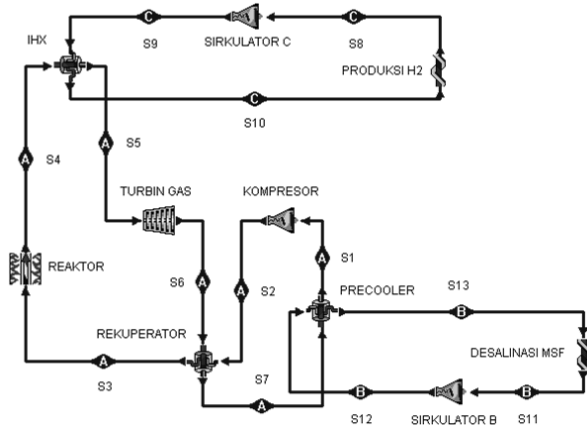 C
C
S9
SIRKULATOR C
S8
IHX
PRODUKSI H2
C
S10
A
S4
A
S5
TURBIN GAS
KOMPRESOR
REAKTOR
S6
A
A
S2
A
S1
PRECOOLER
S13
B
REKUPERATOR
DESALINASI MSF
A
S3
S7
A
B
B
S12
SIRKULATOR B
S11